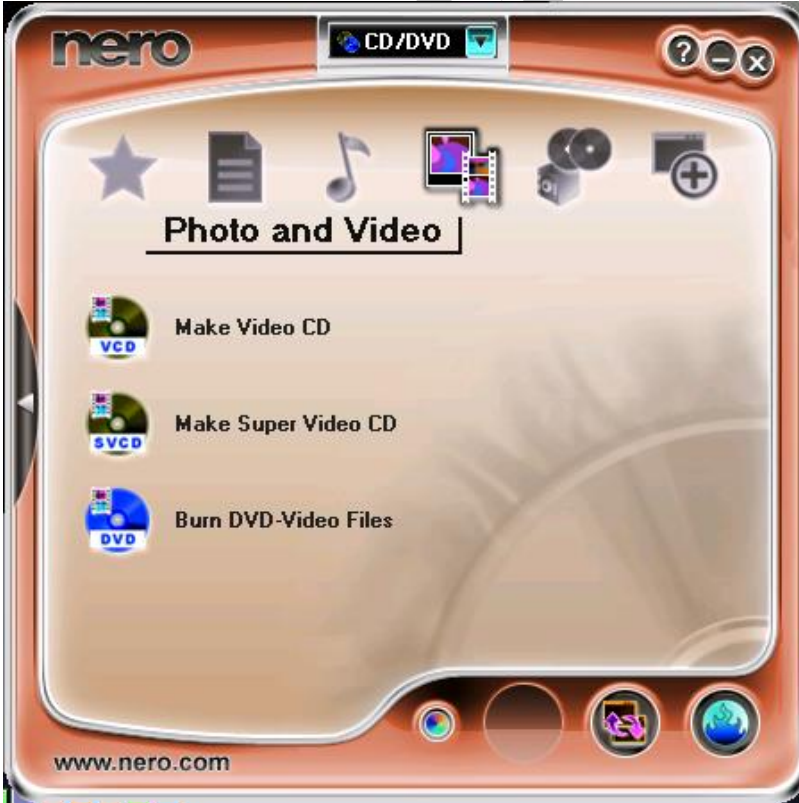 nero
CD/DVD
?
Photo and Video
VCD
Make Video CD
SVCD
Make Super Video CD
DVD
Burn DVD-Video Files
www.nero.com